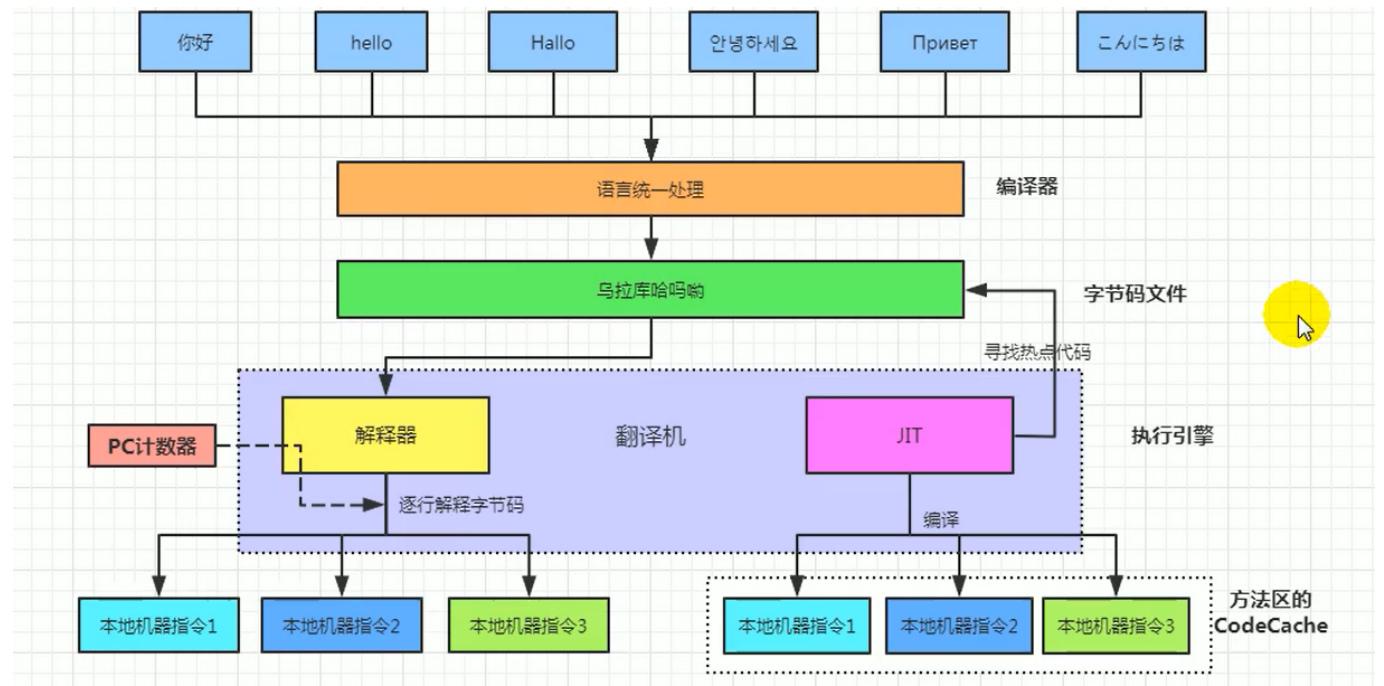 你好
hello
Hallo
안녕하세요
Привет
こんにちは
语言统一处理
编译器
乌拉库哈吗哟
字节码文件
寻找热点代码
PC计数器
解释器
翻译机
JIT
执行引擎
逐行解释字节码
编译
本地机器指令1
本地机器指令2
本地机器指令3
本地机器指令1
本地机器指令2
本地机器指令3
方法区的
CodeCache